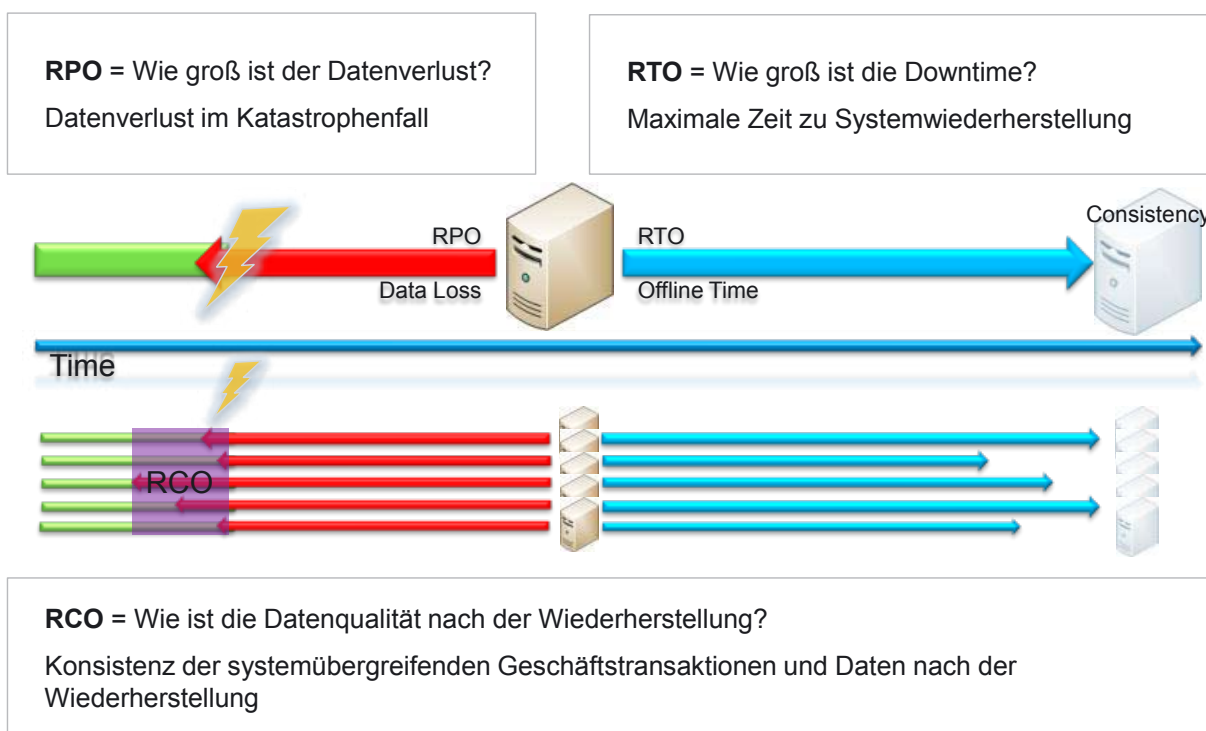 RPO = Wie groß ist der Datenverlust?
Datenverlust im Katastrophenfall
RTO = Wie groß ist die Downtime?
Maximale Zeit zu Systemwiederherstellung
RPO
Data Loss
RTO
Offline Time
Consistency
Time
RCO
RCO = Wie ist die Datenqualität nach der Wiederherstellung?
Konsistenz der systemübergreifenden Geschäftstransaktionen und Daten nach der
Wiederherstellung